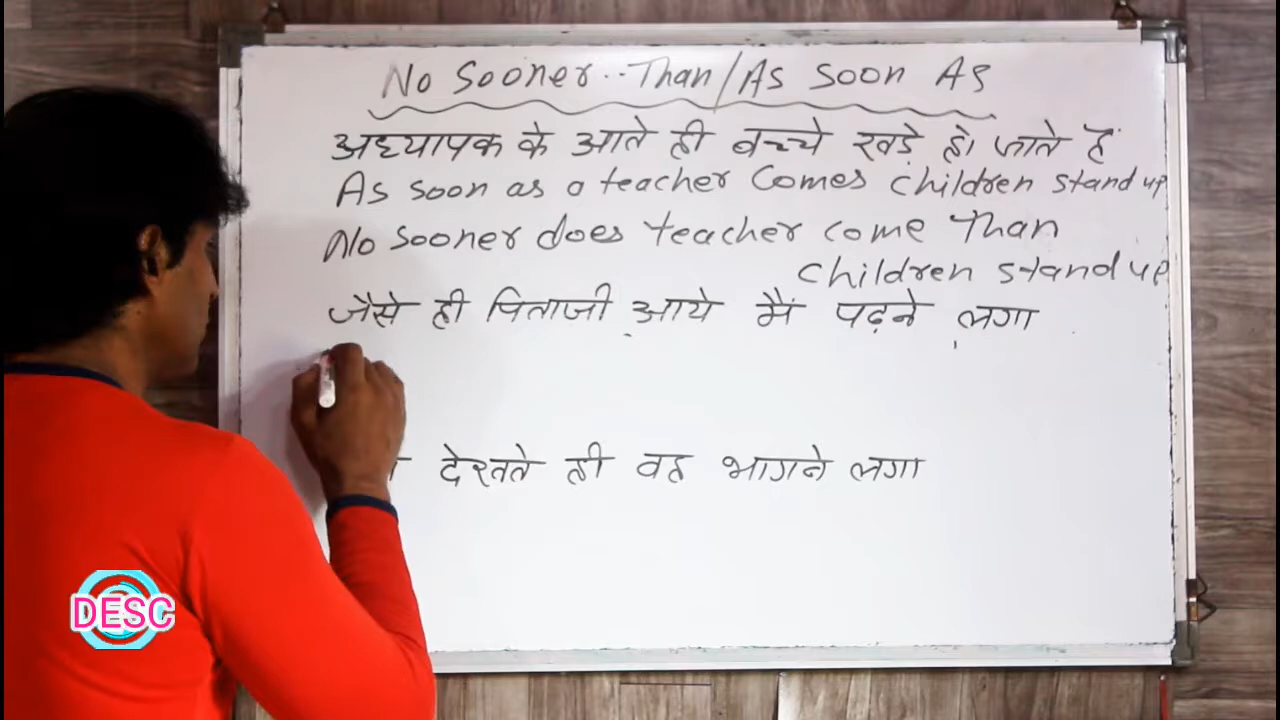 No Sooner..Than/As Soon As
अध्यापक के आते ही बच्चे खड़े हो जाते हैं
As soon as a teacher Comes children stand up
No sooner does teacher come Than
children stand up
जैसे ही पिताजी आये मैं पढ़ने लगा
देखते ही वह भागने लगा
DESC